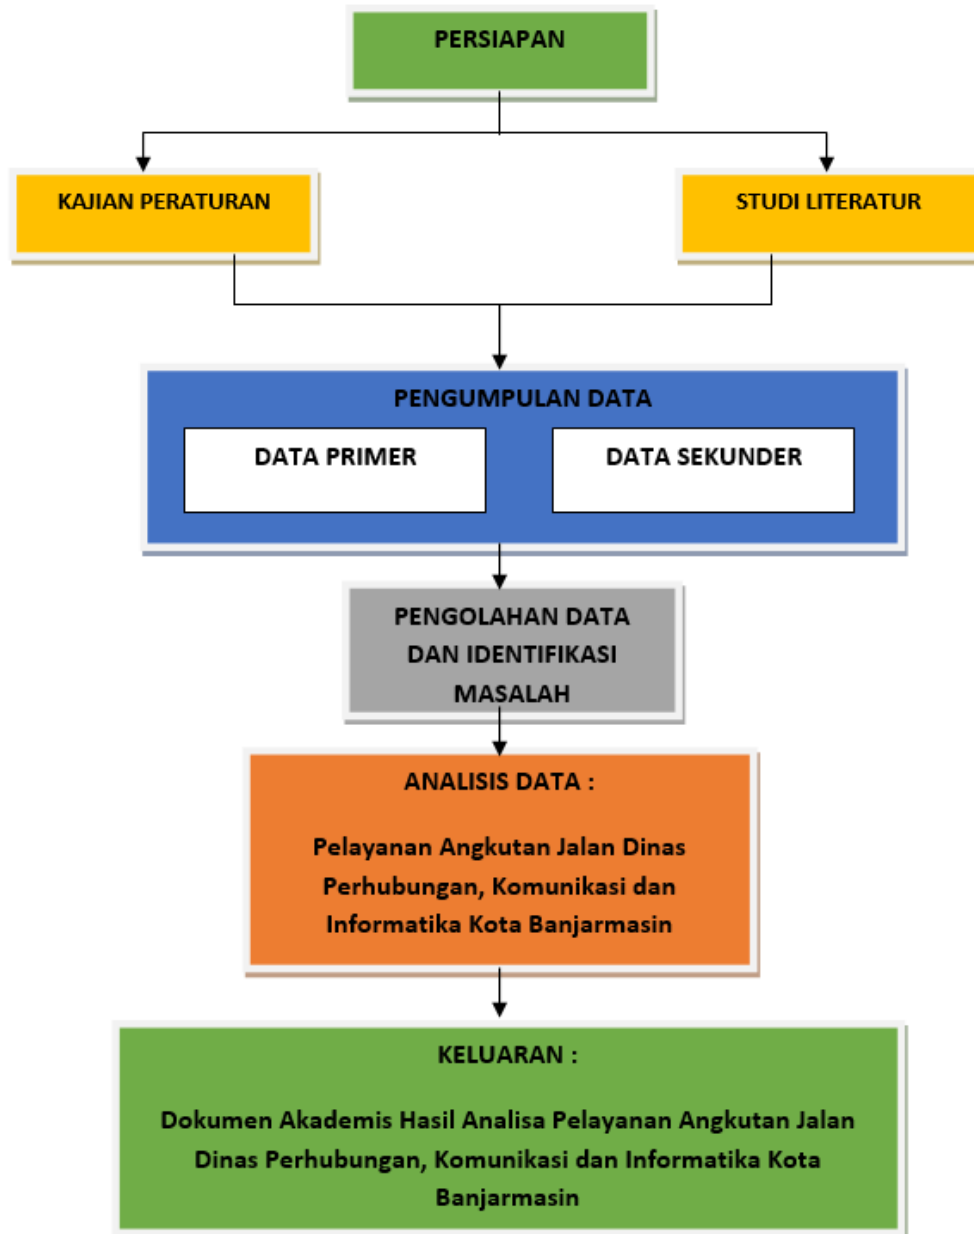 PERSIAPAN
KAJIAN PERATURAN
STUDI LITERATUR
PENGUMPULAN DATA
DATA PRIMER
DATA SEKUNDER
PENGOLAHAN DATA
DAN IDENTIFIKASI
MASALAH
ANALISIS DATA :
Pelayanan Angkutan Jalan Dinas
Perhubungan, Komunikasi dan
Informatika Kota Banjarmasin
KELUARAN :
Dokumen Akademis Hasil Analisa Pelayanan Angkutan Jalan
Dinas Perhubungan, Komunikasi dan Informatika Kota
Banjarmasin